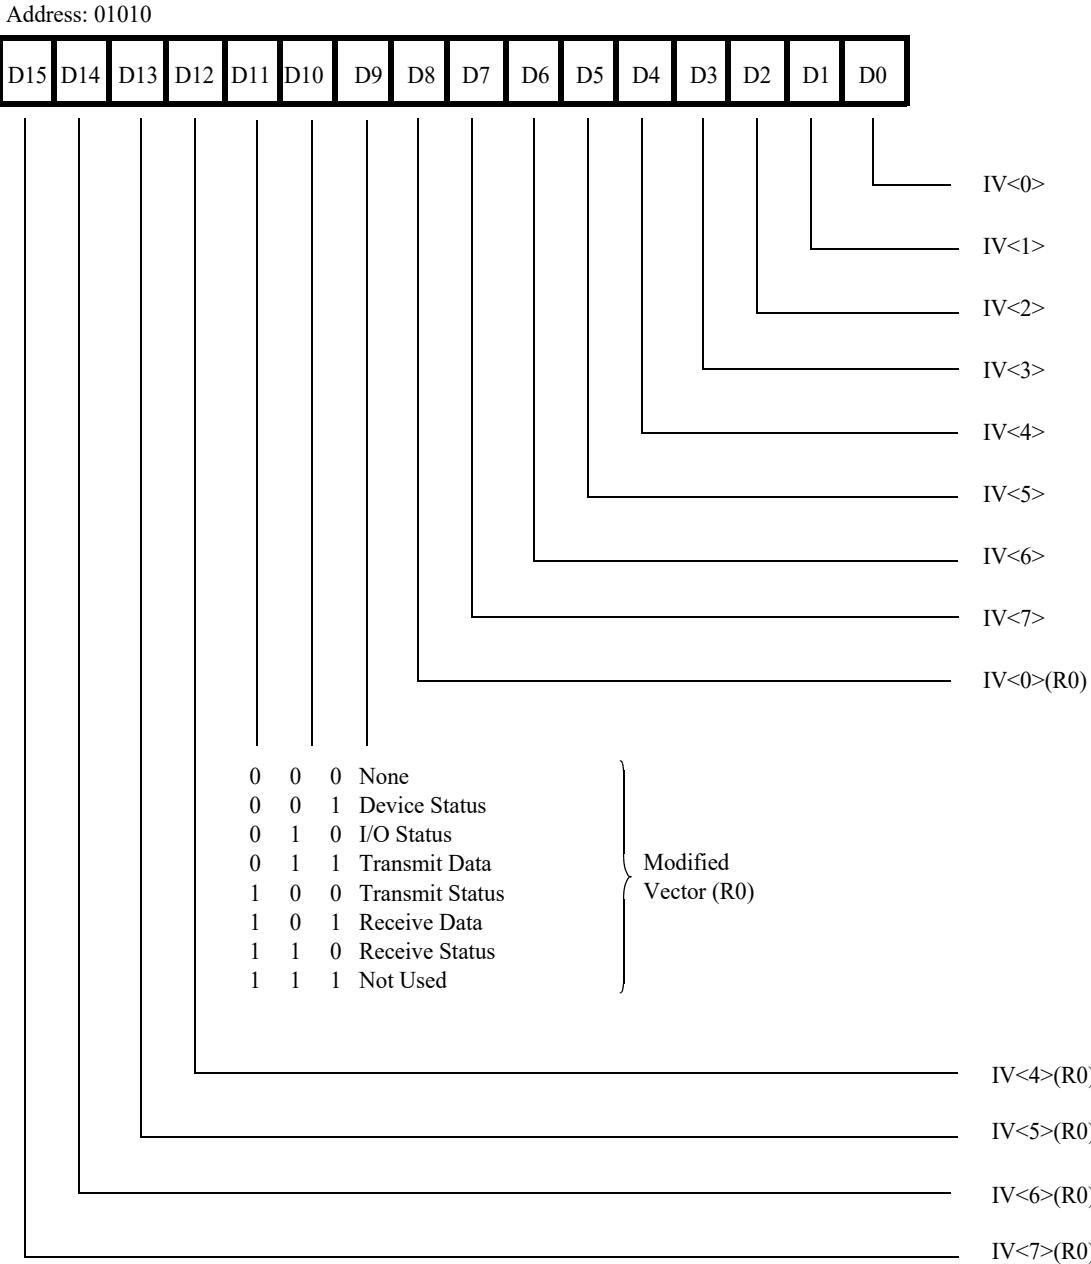 Address: 01010
D15 D14 D13 D12 D11 D10 D9 D8 D7 D6 D5 D4 D3 D2 D1 D0
IV<0>
IV<1>
IV<2>
IV<3>
IV<4>
IV<5>
IV<6>
IV<7>
IV<0>(R0)
0 0 0 None
0 0 1 Device Status
0 1 0 I/O Status
0 1 1 Transmit Data
1 0 0 Transmit Status
1 0 1 Receive Data
1 1 0 Receive Status
1 1 1 Not Used
Modified
Vector (R0)
IV<4>(R0)
IV<5>(R0)
IV<6>(R0)
IV<7>(R0)